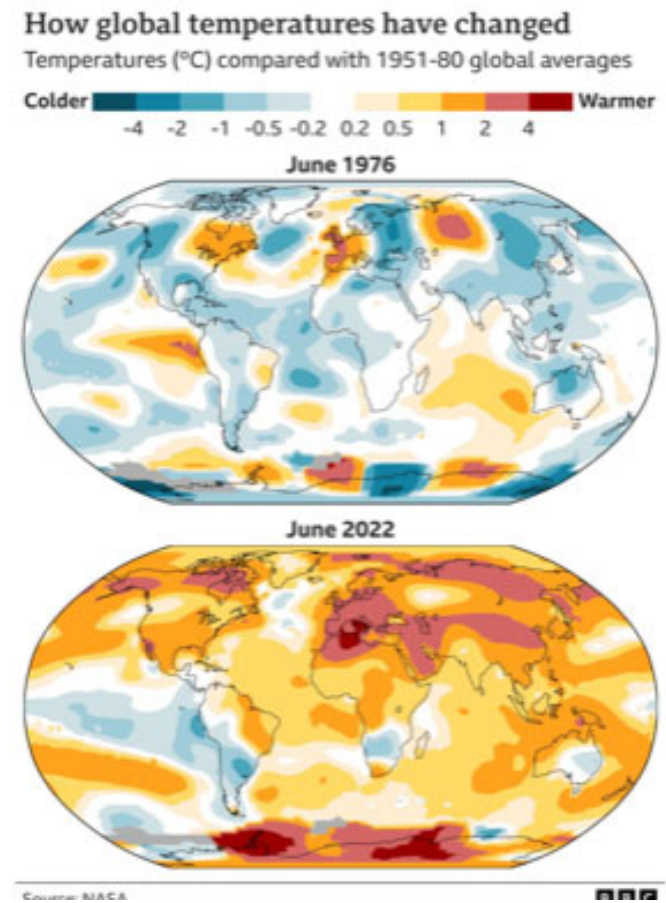 How global temperatures have changed
Temperatures (°C) compared with 1951-80 global averages
Colder Warmer
-4 -2 -1 -0.5 -0.2 0.2 0.5 1 2 4
June 1976
June 2022
Source: NASA
BBC